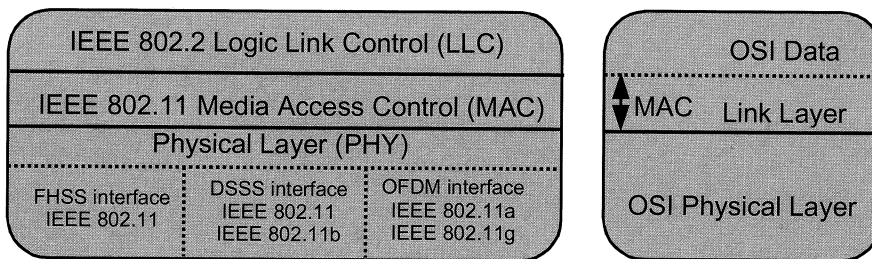 IEEE 802.2 Logic Link Control (LLC)
IEEE 802.11 Media Access Control (MAC)
Physical Layer (PHY)
FHSS interface
IEEE 802.11
DSSS interface
IEEE 802.11
IEEE 802.11b
OFDM interface
IEEE 802.11a
IEEE 802.11g
OSI Data
MAC
Link Layer
OSI Physical Layer